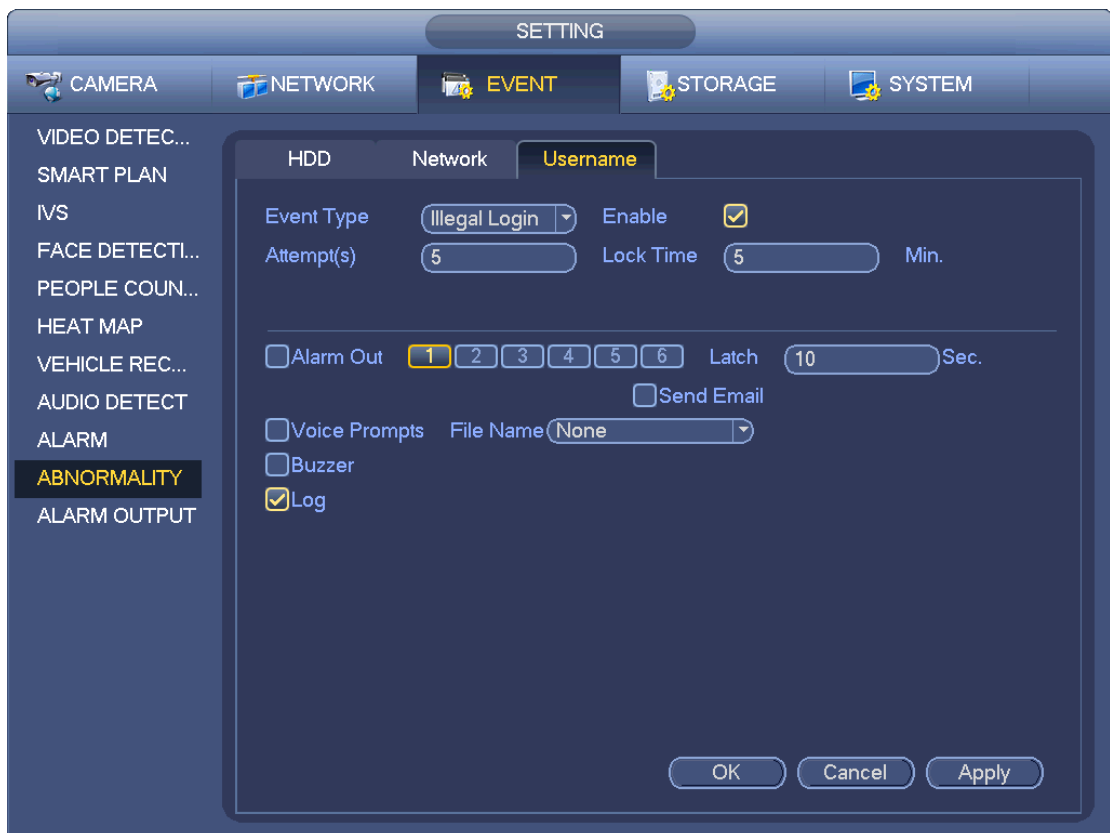 SETTING
CAMERA NETWORK EVENT STORAGE SYSTEM
VIDEO DETEC...
SMART PLAN
IVS
FACE DETECTI...
PEOPLE COUN...
HEAT MAP
VEHICLE REC...
AUDIO DETECT
ALARM
ABNORMALITY
ALARM OUTPUT
HDD Network Username
Event Type Illegal Login Enable
Attempt(s) 5 Lock Time 5 Min.
Alarm Out 1 2 3 4 5 6 Latch 10 Sec.
Send Email
Voice Prompts File Name None
Buzzer
Log
OK Cancel Apply